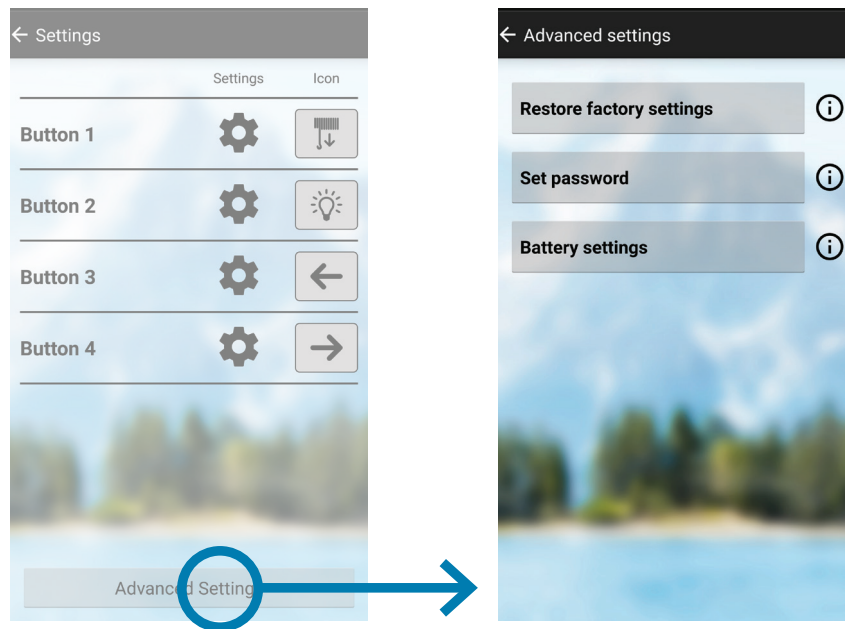 Settings
Settings Icon
Button 1
Button 2
Button 3
Button 4
Advanced Setting
Advanced settings
Restore factory settings
Set password
Battery settings